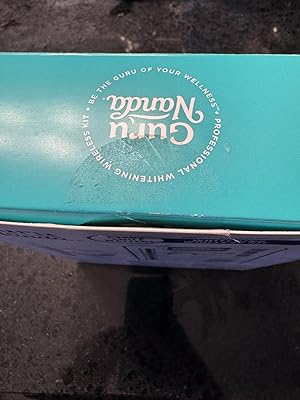 Guru
Nanda
• BE THE GURU OF YOUR WELLNESS™ • PROFESSIONAL WHITENING WIRELESS KIT